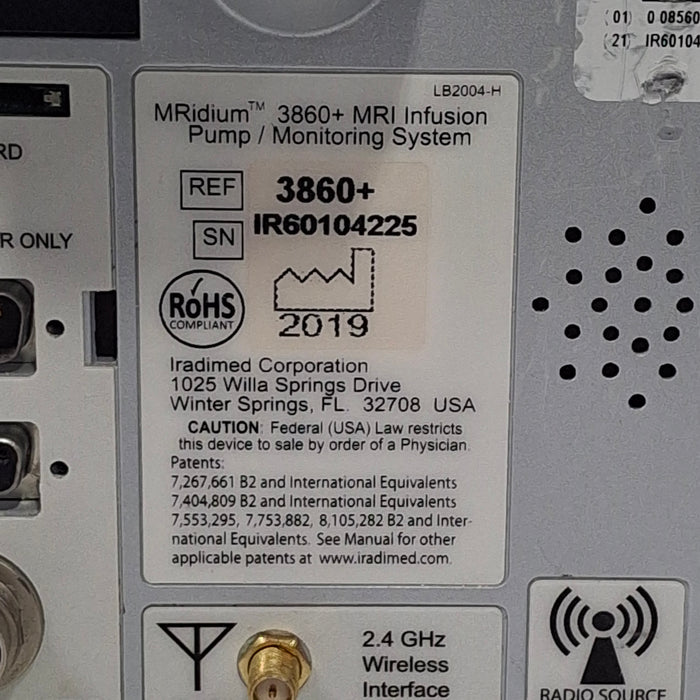 (01) 0 08560
(21) IR60104
LB2004-H
MRidium™ 3860+ MRI Infusion
Pump / Monitoring System
REF 3860+
SN IR60104225
RoHS
COMPLIANT
2019
Iradimed Corporation
1025 Willa Springs Drive
Winter Springs, FL. 32708 USA
CAUTION: Federal (USA) Law restricts
this device to sale by order of a Physician.
Patents:
7,267,661 B2 and International Equivalents
7,404,809 B2 and International Equivalents
7,553,295, 7,753,882, 8,105,282 B2 and Inter-
national Equivalents. See Manual for other
applicable patents at www.iradimed.com.
RD
R ONLY
2.4 GHz
Wireless
Interface
RADIO SOURCE